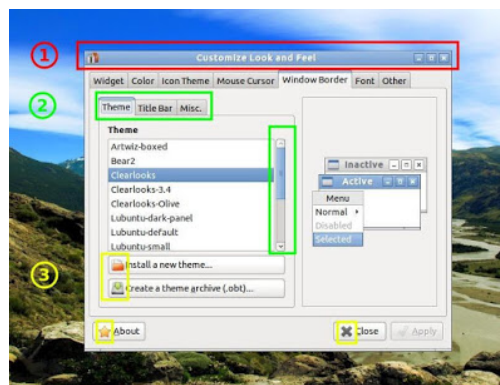 1
Customize Look and Feel
Widget Color Icon Theme Mouse Cursor Window Border Font Other
2
Theme Title Bar Misc.
Theme
Artwiz-boxed
Bear2
Clearlooks
Clearlooks-3.4
Clearlooks-Olive
Lubuntu-dark-panel
Lubuntu-default
Lubuntu-small
Inactive
Active
Menu
Normal
Disabled
Selected
3
Install a new theme...
Create a theme archive (.obt)...
About
Close
Apply